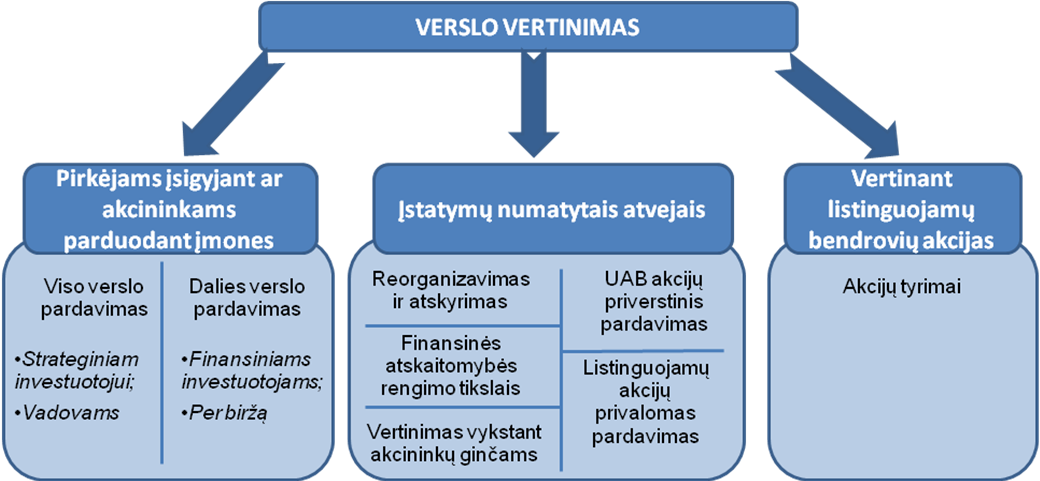 VERSLO VERTINIMAS
Pirkėjams įsigyjant ar
akcininkams
parduodant įmones
Viso verslo
pardavimas
•Strateginiam
investuotojui;
•Vadovams
Dalies verslo
pardavimas
•Finansiniams
investuotojams;
•Per biržą
Įstatymų numatytais atvejais
Reorganizavimas
ir atskyrimas
Finansinės
atskaitomybės
rengimo tikslais
Vertinimas vykstant
akcininkų ginčams
UAB akcijų
priverstinis
pardavimas
Listinguojamų
akcijų
privalomas
pardavimas
Vertinant
listinguojamų
bendrovių akcijas
Akcijų tyrimai